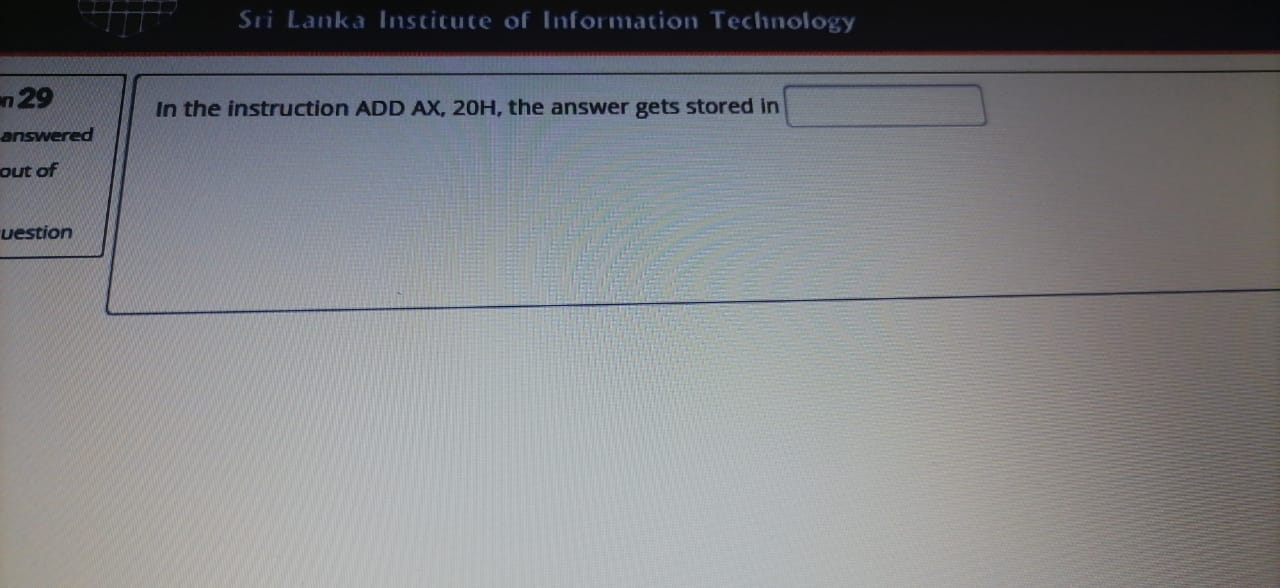 Sri Lanka Institute of Information Technology
n 29
answered
out of
uestion
In the instruction ADD AX, 20H, the answer gets stored in